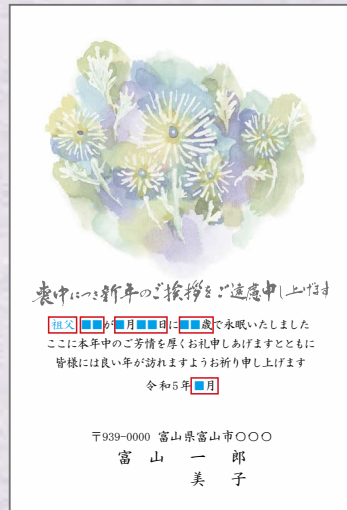 喪中につき新年のご挨拶をご遠慮申し上げます
祖父 ■■が■月■■日に■■歳で永眠いたしました
ここに本年中のご芳情を厚くお礼申しあげますとともに
皆様には良い年が訪れますようお祈り申し上げます
令和5年■月
〒939-0000 富山県富山市〇〇〇
富山一郎
美子